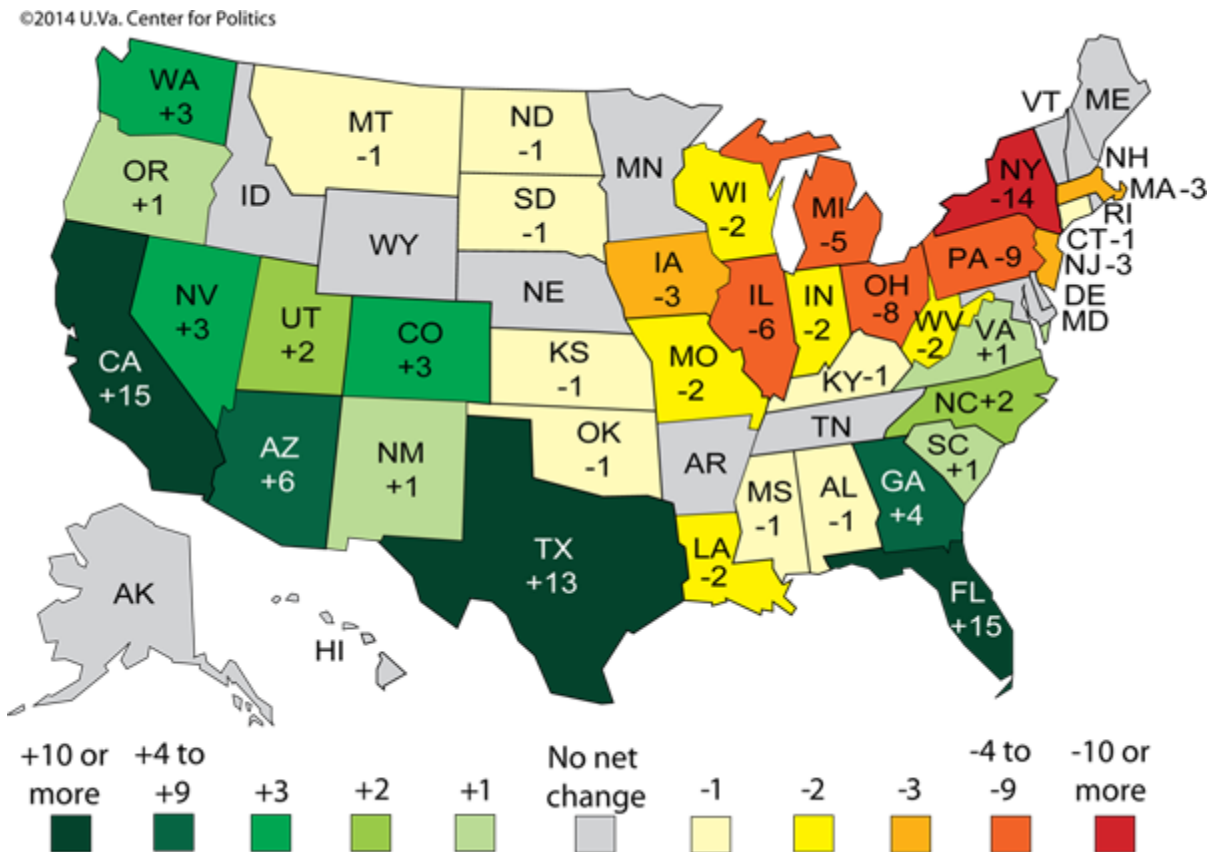 ©2014 U.Va. Center for Politics
WA
+3
MT
-1
ND
-1
MN
VT
ME
OR
+1
ID
SD
-1
WI
-2
MI
-5
NY
-14
NH
MA -3
RI
CT -1
NJ -3
DE
MD
WY
IA
-3
PA -9
NV
+3
UT
+2
CO
+3
NE
IL
-6
IN
-2
OH
-8
WV
-2
VA
+1
CA
+15
KS
-1
MO
-2
KY -1
NC +2
AZ
+6
NM
+1
OK
-1
AR
TN
SC
+1
MS
-1
AL
-1
GA
+4
TX
+13
LA
-2
FL
+15
AK
HI
+10 or
more
+4 to
+9
+3
+2
+1
No net
change
-1
-2
-3
-4 to
-9
-10 or
more